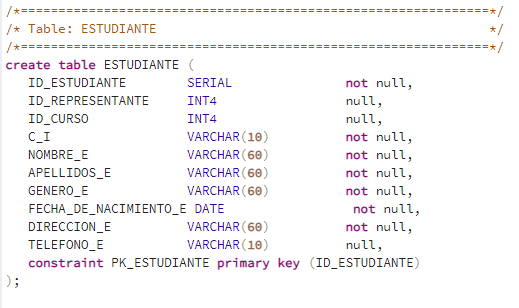 /*==============================================================*/
/* Table: ESTUDIANTE                                            */
/*==============================================================*/
create table ESTUDIANTE (
   ID_ESTUDIANTE        SERIAL               not null,
   ID_REPRESENTANTE     INT4                 null,
   ID_CURSO             INT4                 null,
   C_I                  VARCHAR(10)          not null,
   NOMBRE_E             VARCHAR(60)          not null,
   APELLIDOS_E          VARCHAR(60)          not null,
   GENERO_E             VARCHAR(60)          not null,
   FECHA_DE_NACIMIENTO_E DATE                 not null,
   DIRECCION_E          VARCHAR(60)          not null,
   TELEFONO_E           VARCHAR(10)          null,
   constraint PK_ESTUDIANTE primary key (ID_ESTUDIANTE)
);